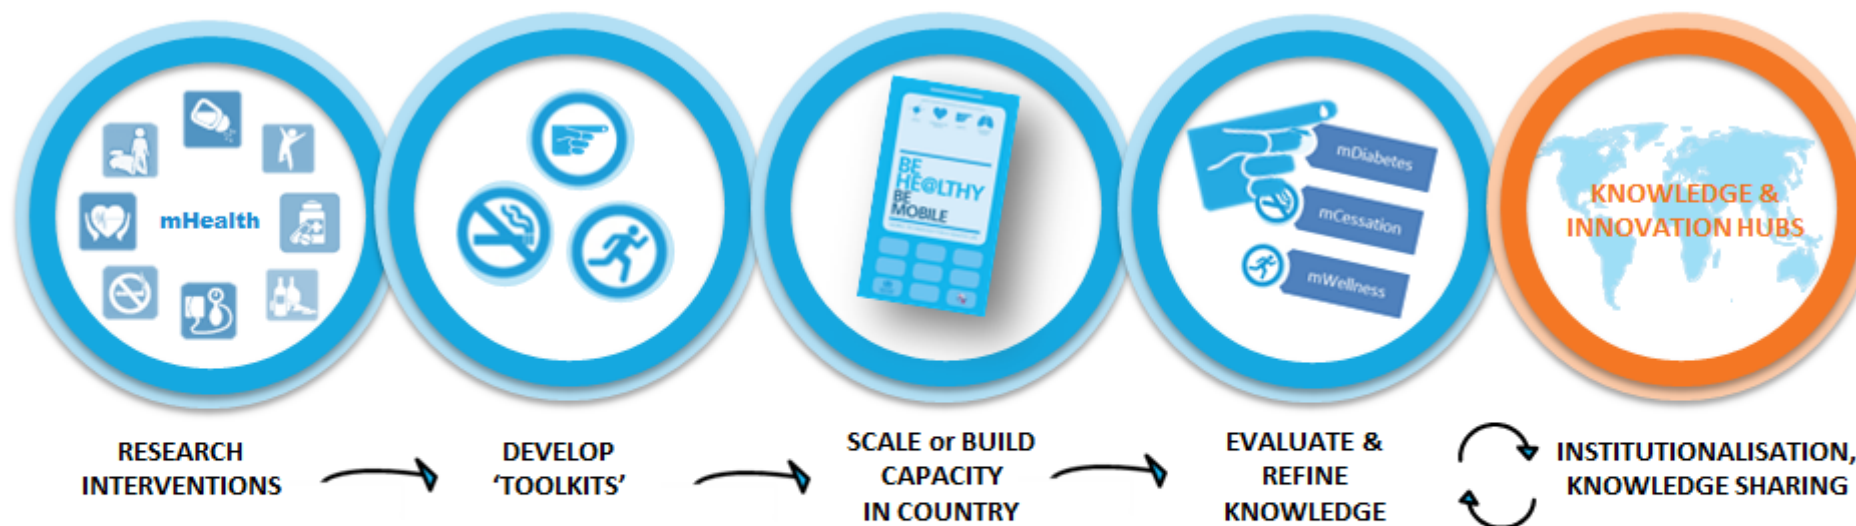 mHealth
BE
HE@LTHY
BE
MOBILE
mDiabetes
mCessation
mWellness
KNOWLEDGE &
INNOVATION HUBS
RESEARCH
INTERVENTIONS
DEVELOP
‘TOOLKITS’
SCALE or BUILD
CAPACITY
IN COUNTRY
EVALUATE &
REFINE
KNOWLEDGE
INSTITUTIONALISATION,
KNOWLEDGE SHARING